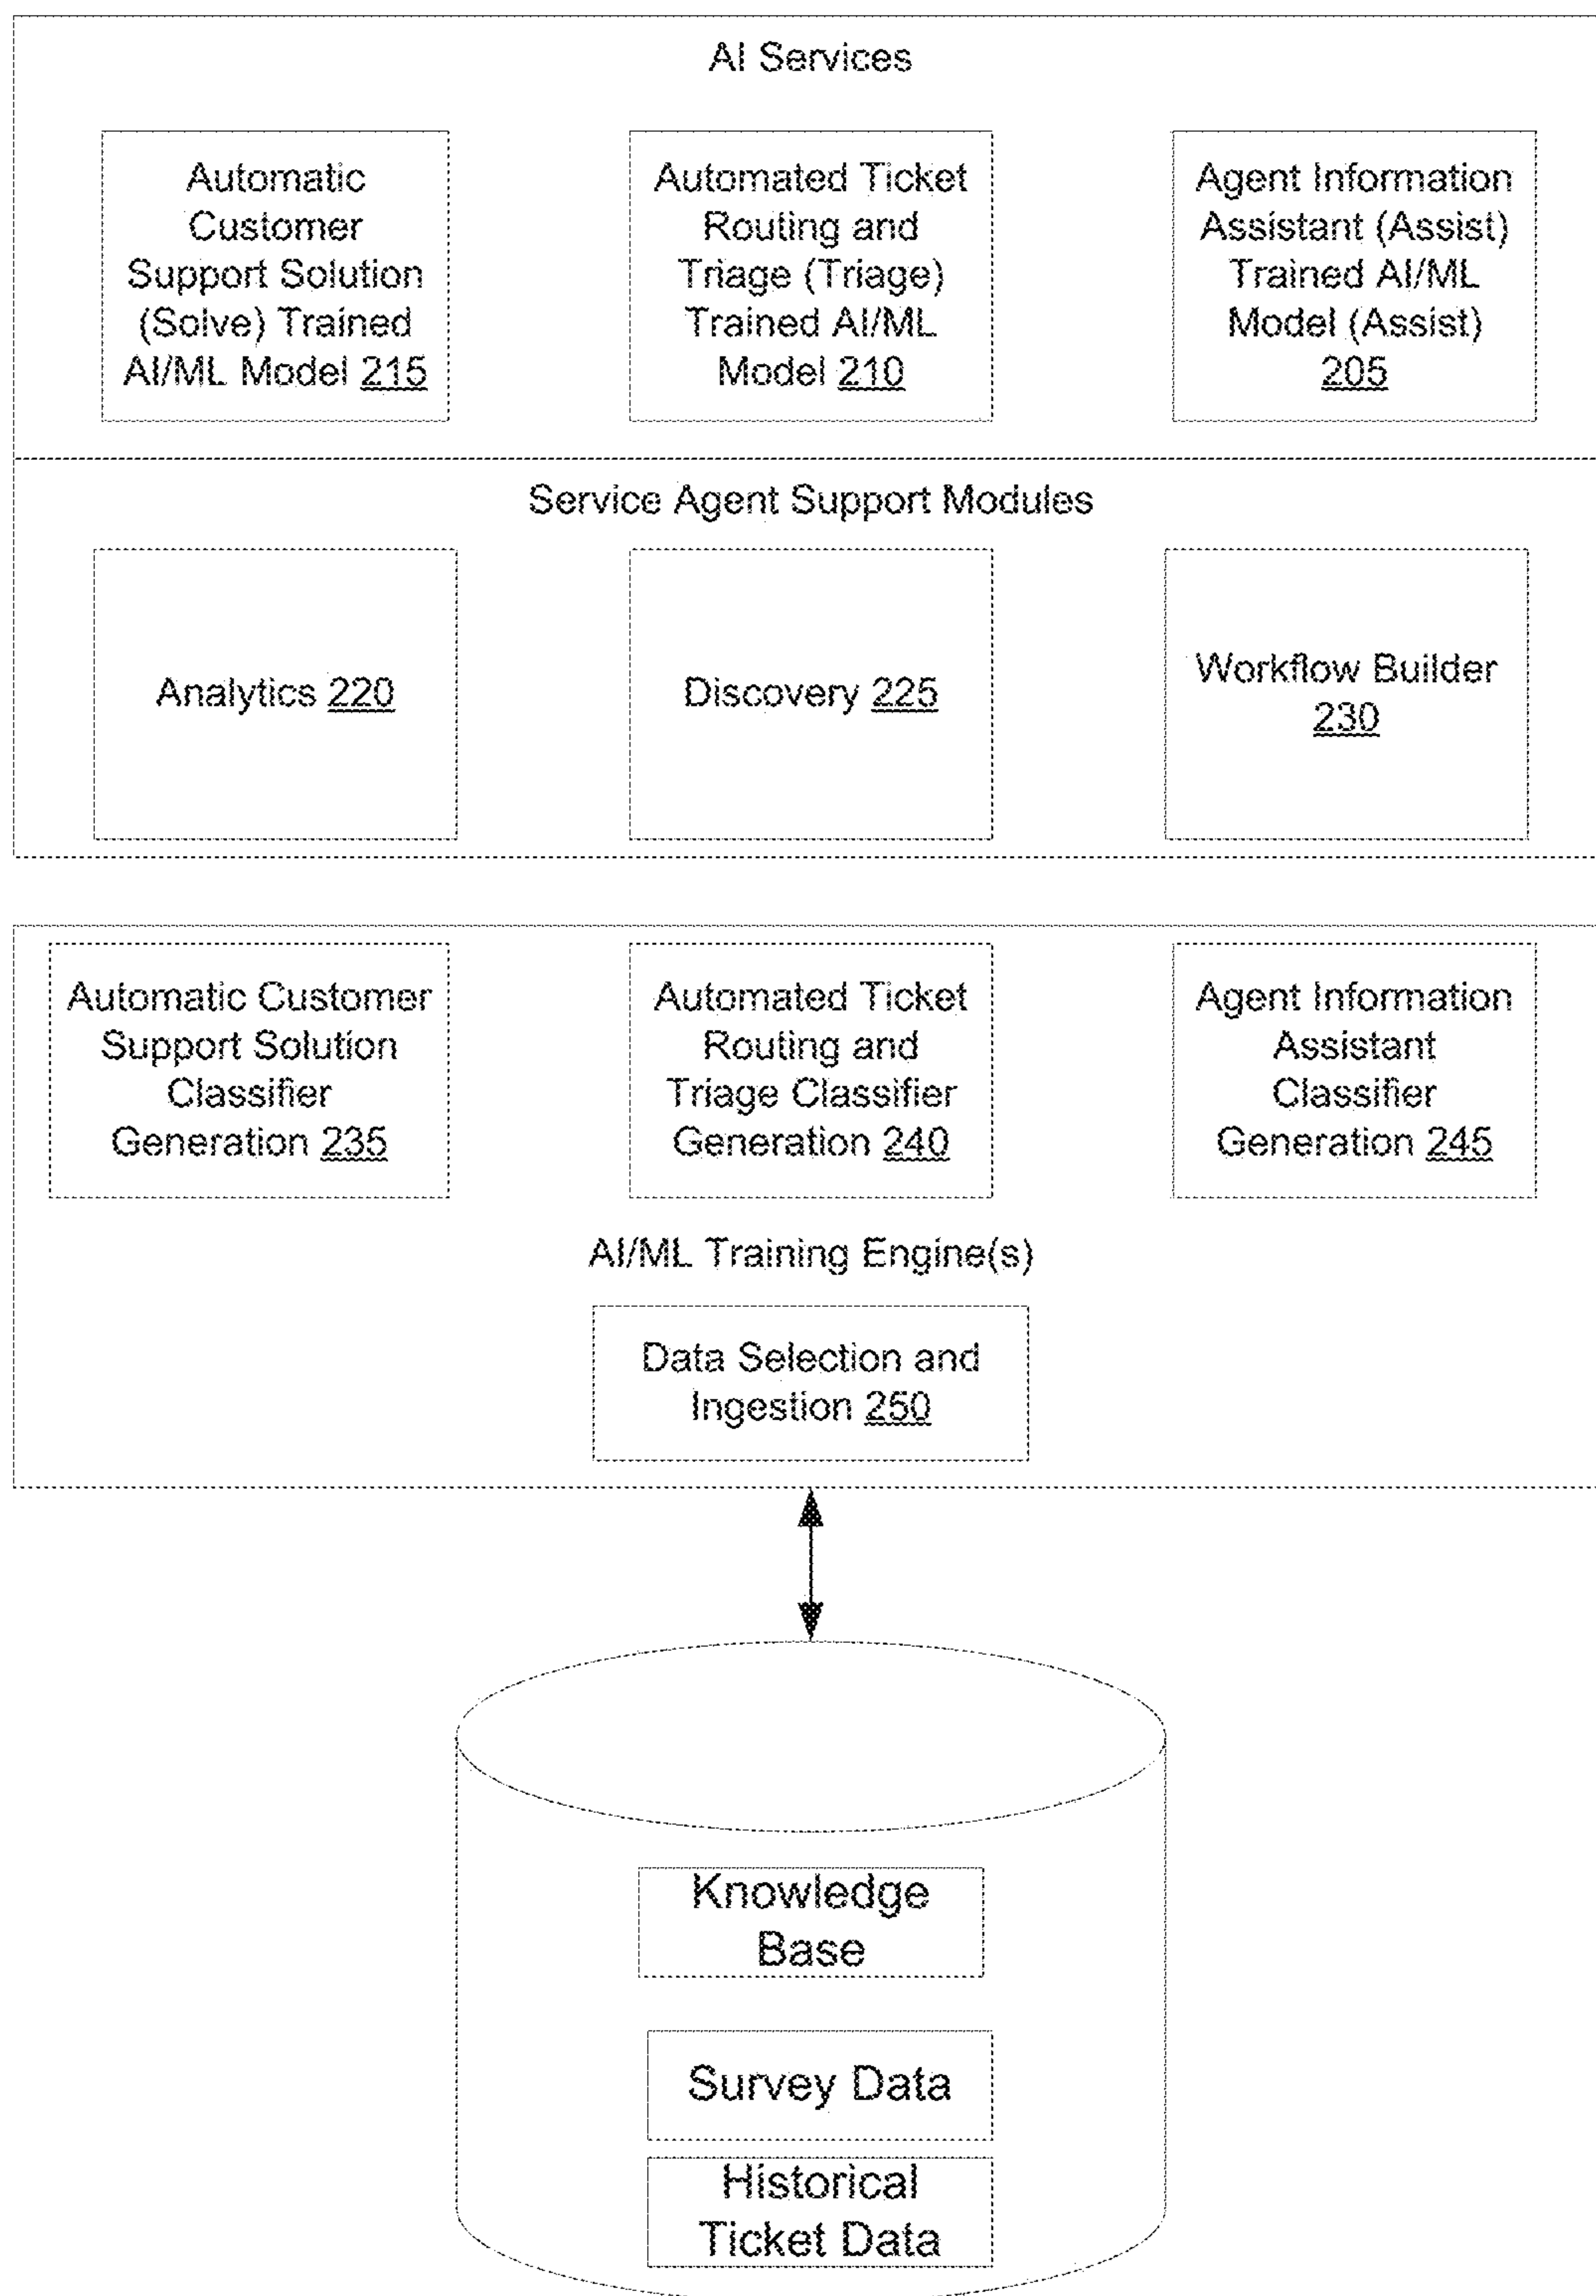 AI Services
Automatic
Customer
Support Solution
(Solve) Trained
AI/ML Model 215
Automated Ticket
Routing and
Triage (Triage)
Trained AI/ML
Model 210
Agent Information
Assistant (Assist)
Trained AI/ML
Model (Assist)
205
Service Agent Support Modules
Analytics 220
Discovery 225
Workflow Builder
230
Automatic Customer
Support Solution
Classifier
Generation 235
Automated Ticket
Routing and
Triage Classifier
Generation 240
Agent Information
Assistant
Classifier
Generation 245
AI/ML Training Engine(s)
Data Selection and
Ingestion 250
Knowledge
Base
Survey Data
Historical
Ticket Data